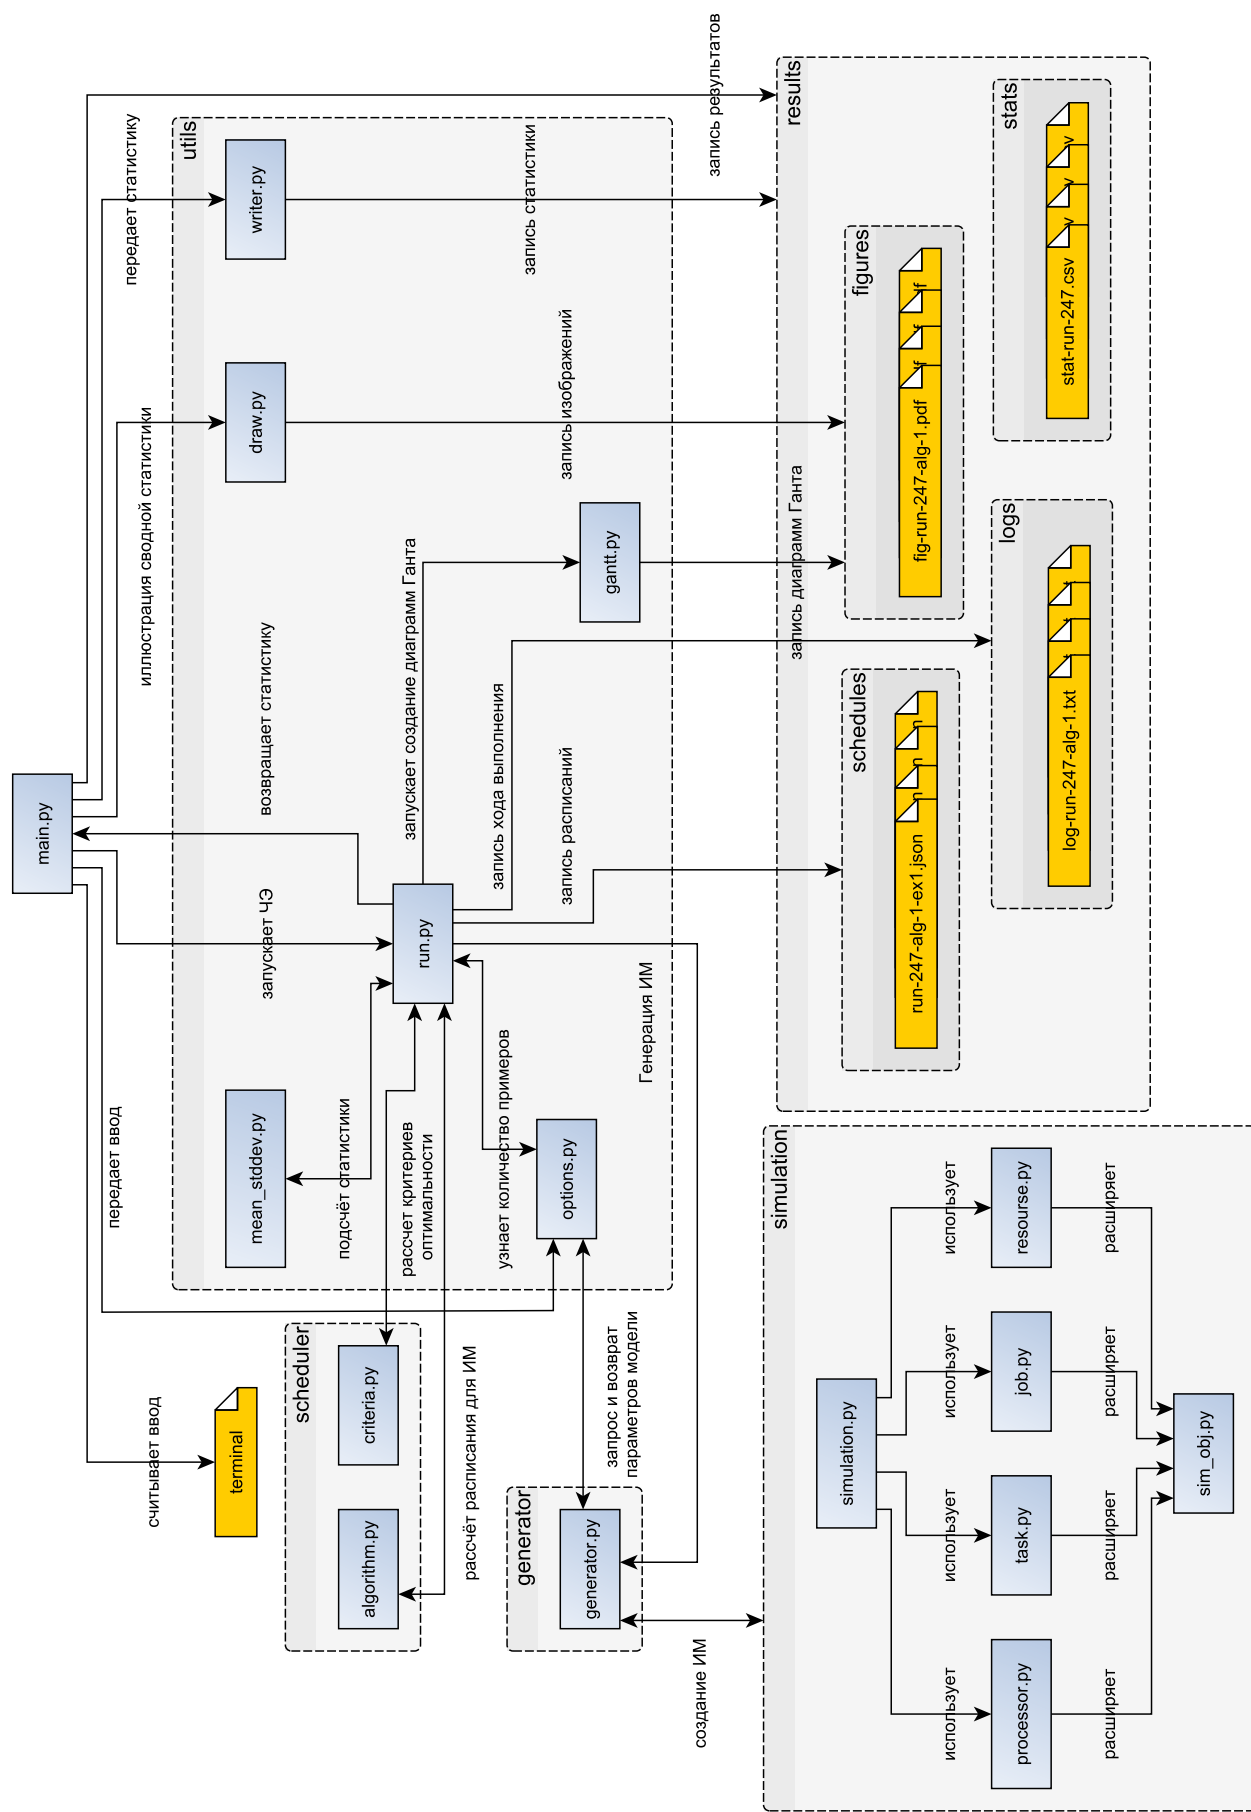 main.py
считывает ввод
передает ввод
запускает ЧЭ
возвращает статистику
иллюстрация сводной статистики
передает статистику
запись результатов
terminal
utils
mean_stddev.py
draw.py
writer.py
подсчёт статистики
scheduler
algorithm.py
criteria.py
рассчет критериев
оптимальности
run.py
запускает создание диаграмм Ганта
рассчёт расписания для ИМ
узнает количество примеров
запись хода выполнения
запись расписаний
запись изображений
запись статистики
generator
generator.py
options.py
gantt.py
запрос и возврат
параметров модели
Генерация ИМ
создание ИМ
запись диаграмм Ганта
simulation
simulation.py
использует
использует
использует
использует
processor.py
task.py
job.py
resourse.py
расширяет
расширяет
расширяет
расширяет
sim_obj.py
results
schedules
run-247-alg-1-ex1.json
figures
fig-run-247-alg-1.pdf
logs
log-run-247-alg-1.txt
stats
stat-run-247.csv